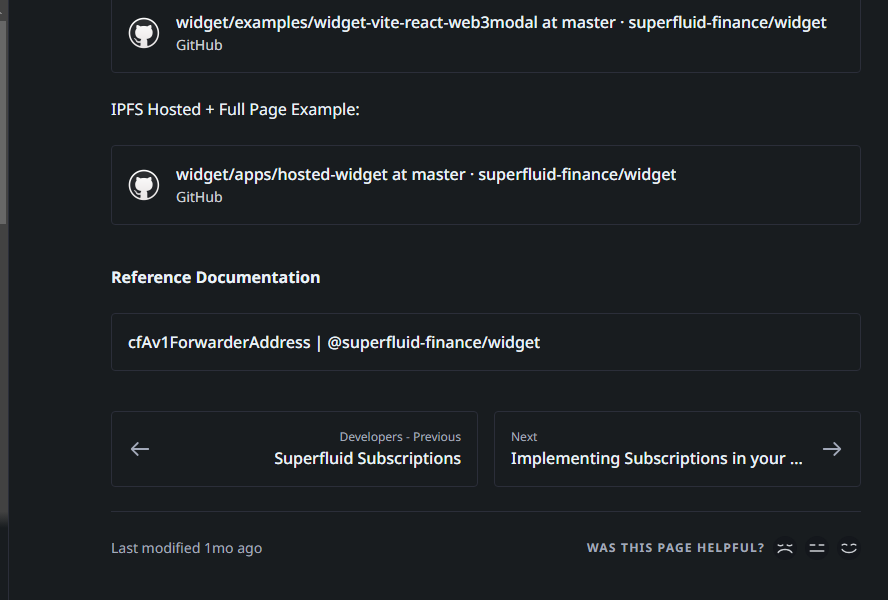 widget/examples/widget-vite-react-web3modal at master · superfluid-finance/widget
GitHub
IPFS Hosted + Full Page Example:
widget/apps/hosted-widget at master · superfluid-finance/widget
GitHub
Reference Documentation
cfAv1ForwarderAddress | @superfluid-finance/widget
Developers - Previous
Superfluid Subscriptions
Next
Implementing Subscriptions in your ...
Last modified 1mo ago
WAS THIS PAGE HELPFUL?